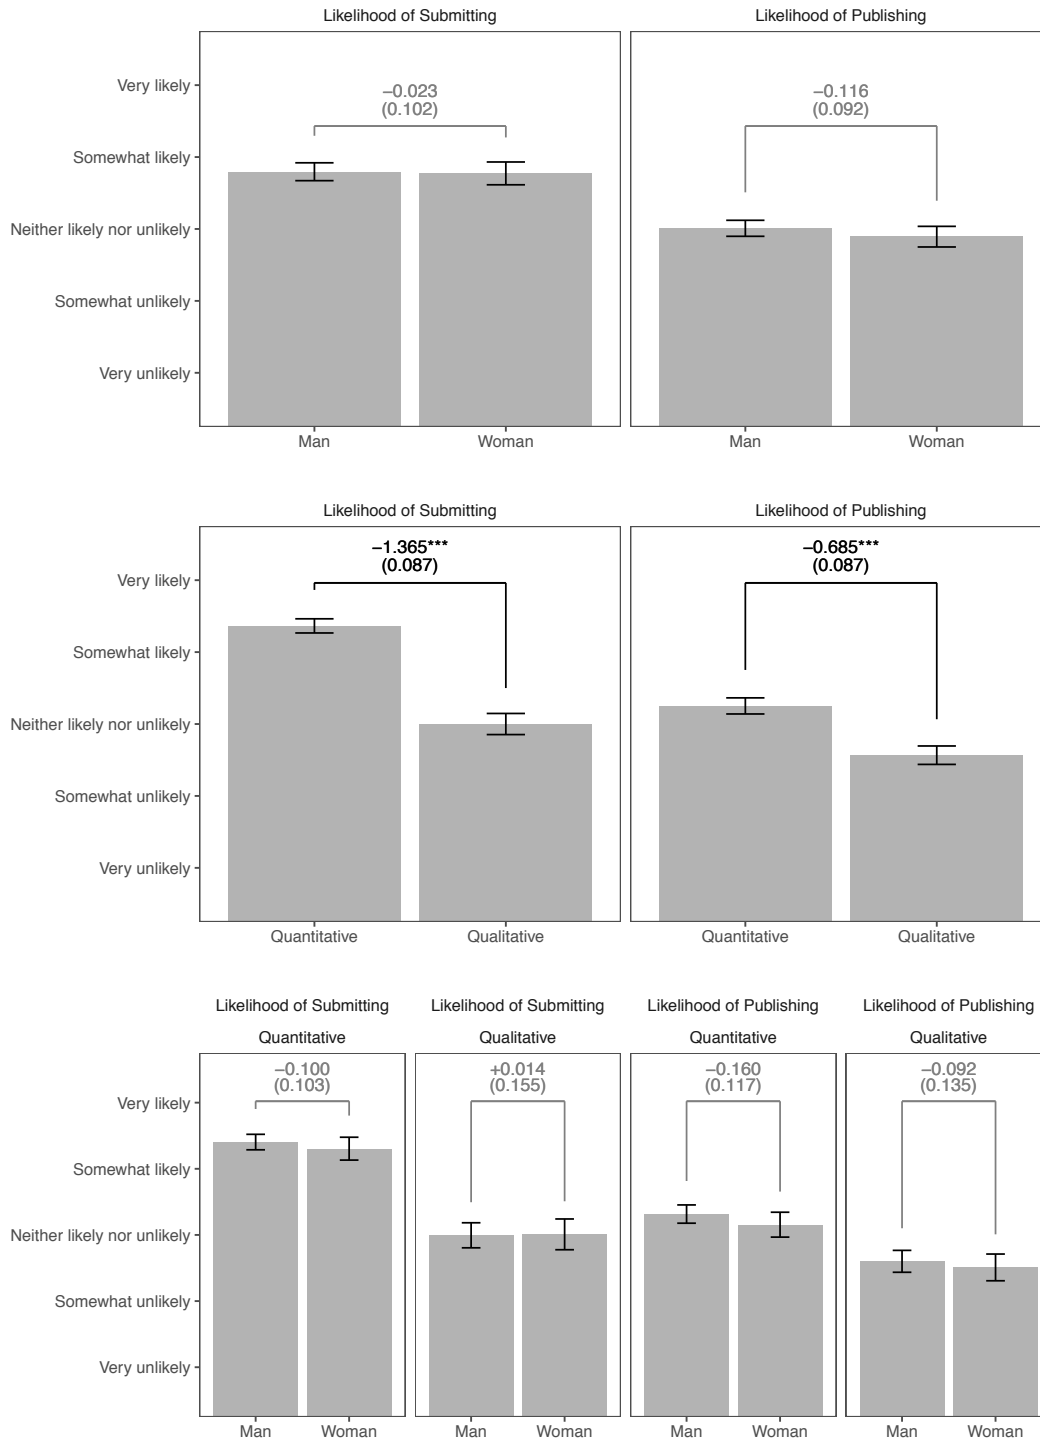 Likelihood of Submitting
Likelihood of Publishing
Very likely
Somewhat likely
Neither likely nor unlikely
Somewhat unlikely
Very unlikely
−0.023
(0.102)
−0.116
(0.092)
Man
Woman
Man
Woman
Likelihood of Submitting
Likelihood of Publishing
Very likely
Somewhat likely
Neither likely nor unlikely
Somewhat unlikely
Very unlikely
−1.365***
(0.087)
−0.685***
(0.087)
Quantitative
Qualitative
Quantitative
Qualitative
Likelihood of Submitting
Quantitative
Likelihood of Submitting
Qualitative
Likelihood of Publishing
Quantitative
Likelihood of Publishing
Qualitative
Very likely
Somewhat likely
Neither likely nor unlikely
Somewhat unlikely
Very unlikely
−0.100
(0.103)
+0.014
(0.155)
−0.160
(0.117)
−0.092
(0.135)
Man
Woman
Man
Woman
Man
Woman
Man
Woman